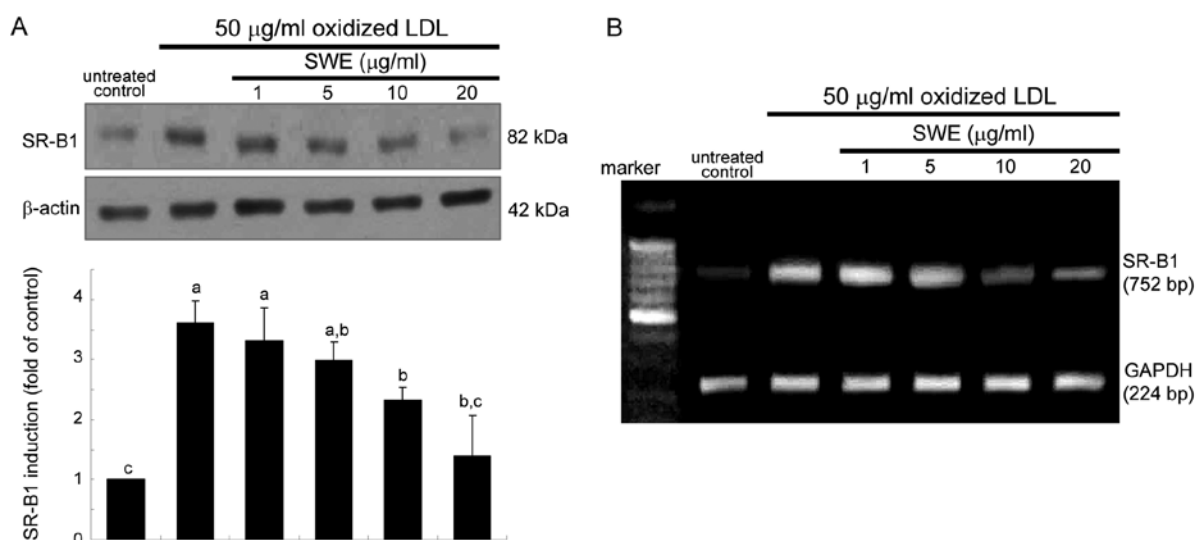 A
50 μg/ml oxidized LDL
SWE (μg/ml)
untreated
control
1 5 10 20
SR-B1
82 kDa
β-actin
42 kDa
SR-B1 induction (fold of control)
4
3
2
1
0
c
a
a
a,b
b
b,c
B
50 μg/ml oxidized LDL
SWE (μg/ml)
marker
untreated
control
1 5 10 20
SR-B1
(752 bp)
GAPDH
(224 bp)